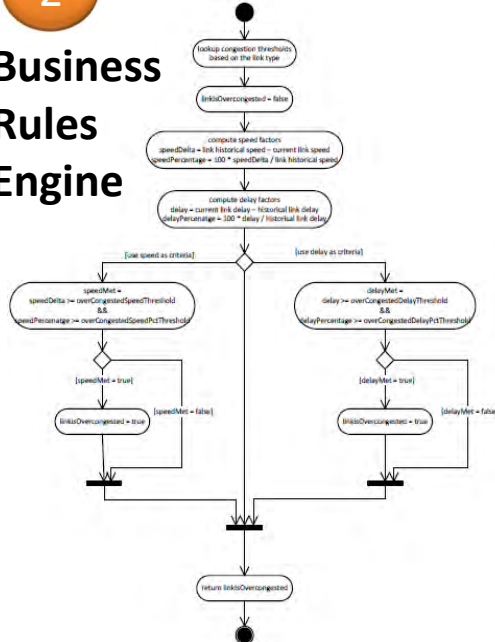 2
Business
Rules
Engine
lookup congestion thresholds
based on the link type
linkIsOvercongested = false
compute speed factors
speedDelta = link historical speed – current link speed
speedPercentage = 100 * speedDelta / link historical speed
compute delay factors
delay = current link delay – historical link delay
delayPercenatge = 100 * delay / historical link delay
[use speed as criteria]
[use delay as criteria]
speedMet =
speedDelta >= overCongestedSpeedThreshold
&&
speedPercenatge >= overCongestedSpeedPctThreshold
delayMet =
delay >= overCongestedDelayThreshold
&&
delayPercentage >= overCongestedDelayPctThreshold
[speedMet = true]
[speedMet = false]
linkIsOvercongested = true
[delayMet = true]
[delayMet = false]
linkIsOvercongested = true
return linkIsOvercongested